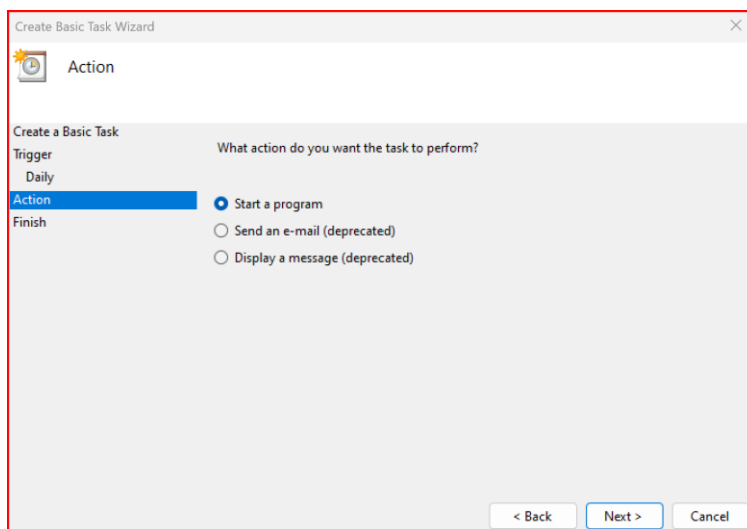 Create Basic Task Wizard
Action
Create a Basic Task
Trigger
Daily
Action
Finish
What action do you want the task to perform?
Start a program
Send an e-mail (deprecated)
Display a message (deprecated)
< Back
Next >
Cancel